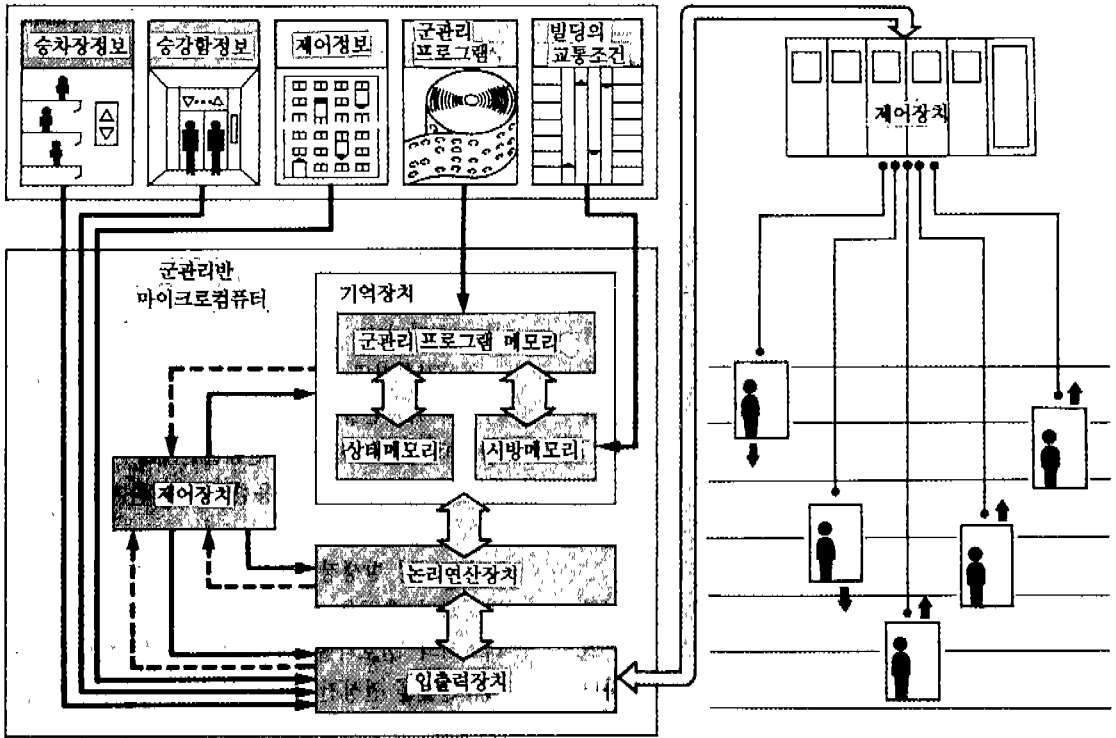 승차장정보
승강함정보
제어정보
군관리
프로그램
빌딩의
교통조건
제어장치
군관리반
마이크로컴퓨터
기억장치
군관리 프로그램 메모리
상태메모리
시방메모리
제어장치
논리연산장치
입출력장치